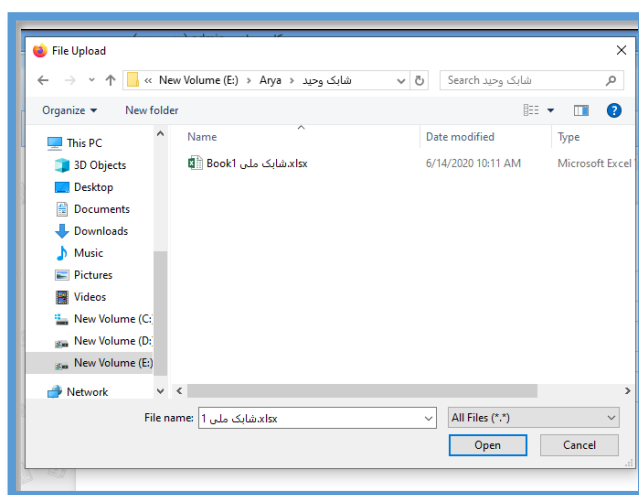 File Upload
« New Volume (E:) › Arya › شابک وحید
Search شابک وحید
Organize
New folder
Name
Date modified
Type
This PC
3D Objects
Desktop
Documents
Downloads
Music
Pictures
Videos
New Volume (C:
New Volume (D:
New Volume (E:)
Network
Book1 شابک ملی.xlsx
6/14/2020 10:11 AM
Microsoft Excel
File name:
شابک ملی 1.xlsx
All Files (*.*)
Open
Cancel